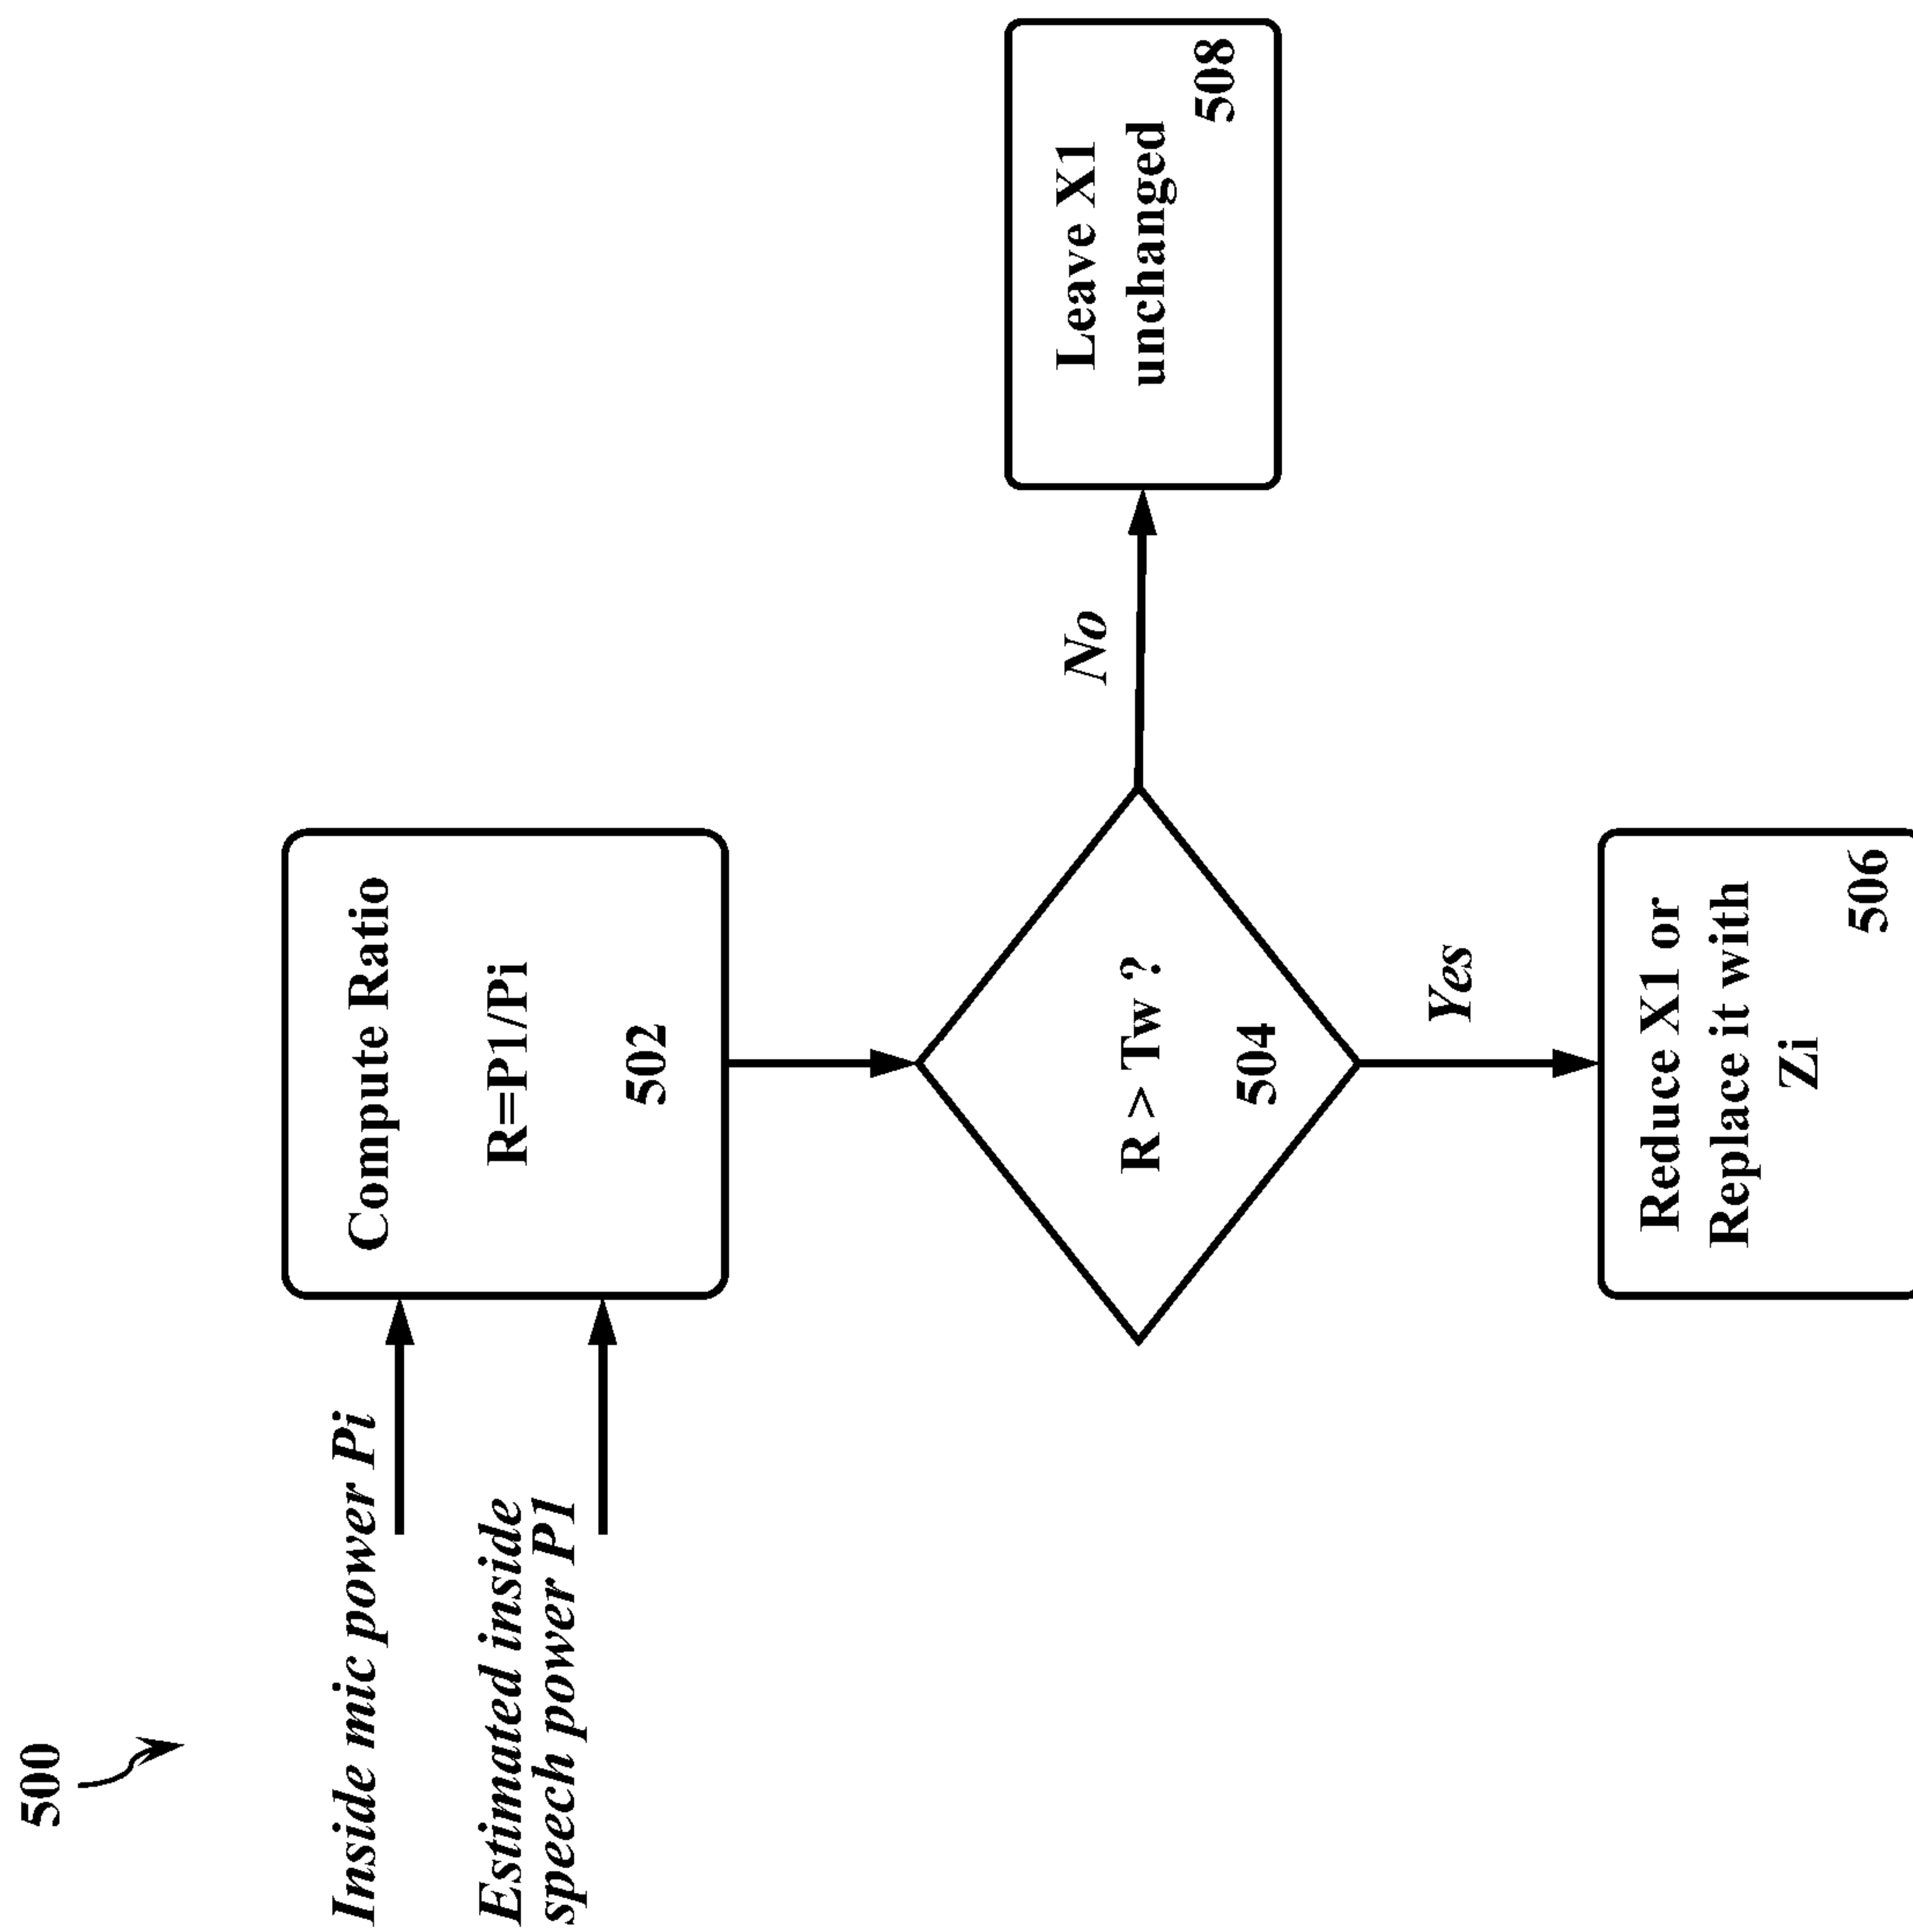 500
Inside mic power Pi
Estimated inside
speech power P1
Compute Ratio
R=P1/Pi
502
R > Tw ?
504
No
Leave X1
unchanged
508
Yes
Reduce X1 or
Replace it with
Zi
506